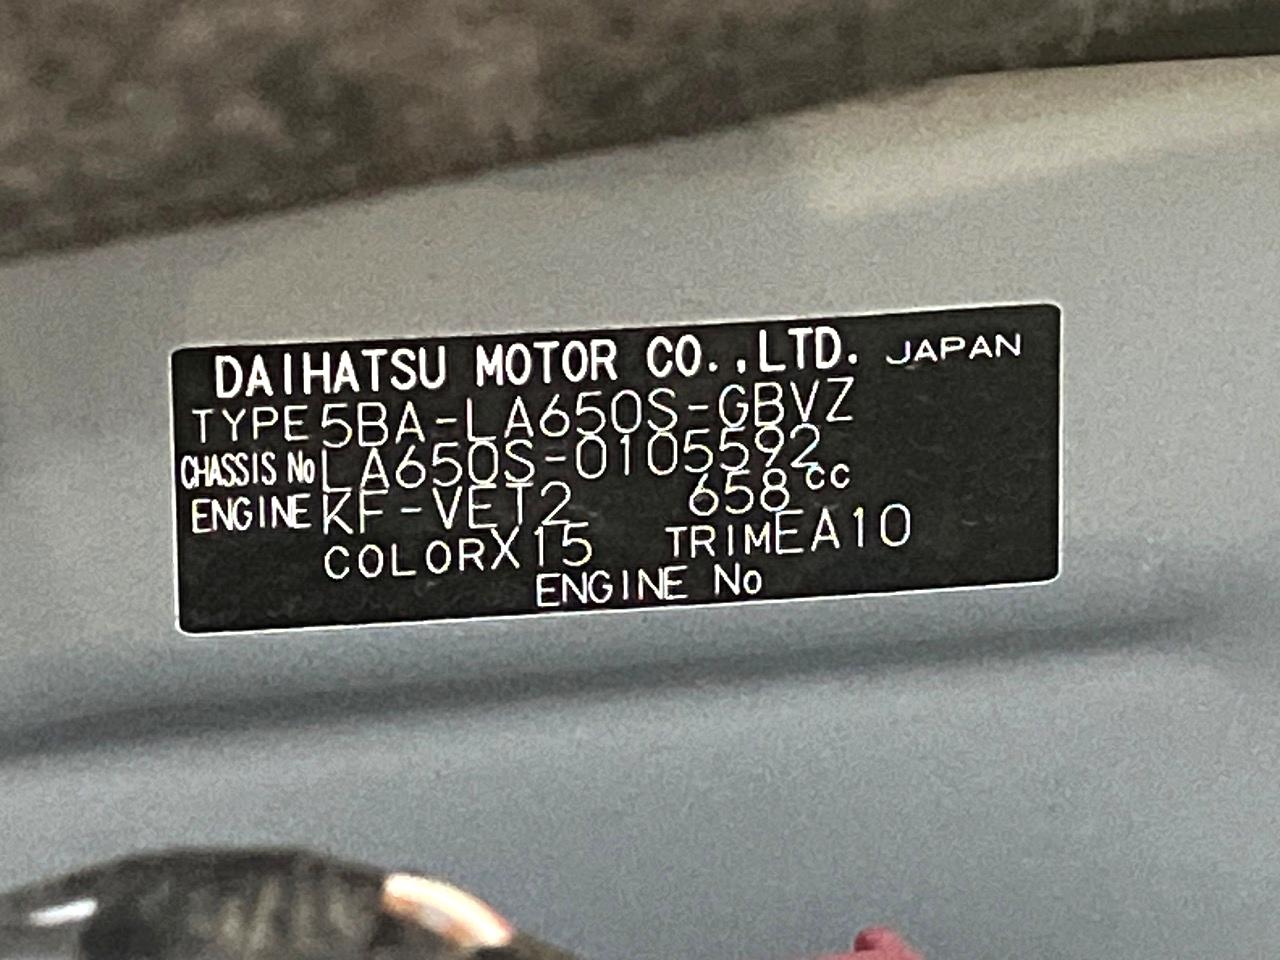 DAIHATSU MOTOR CO.,LTD. JAPAN
TYPE 5BA-LA650S-GBVZ
CHASSIS No LA650S-0105592
ENGINE KF-VET2 658cc
COLOR X15 TRIM EA10
ENGINE No